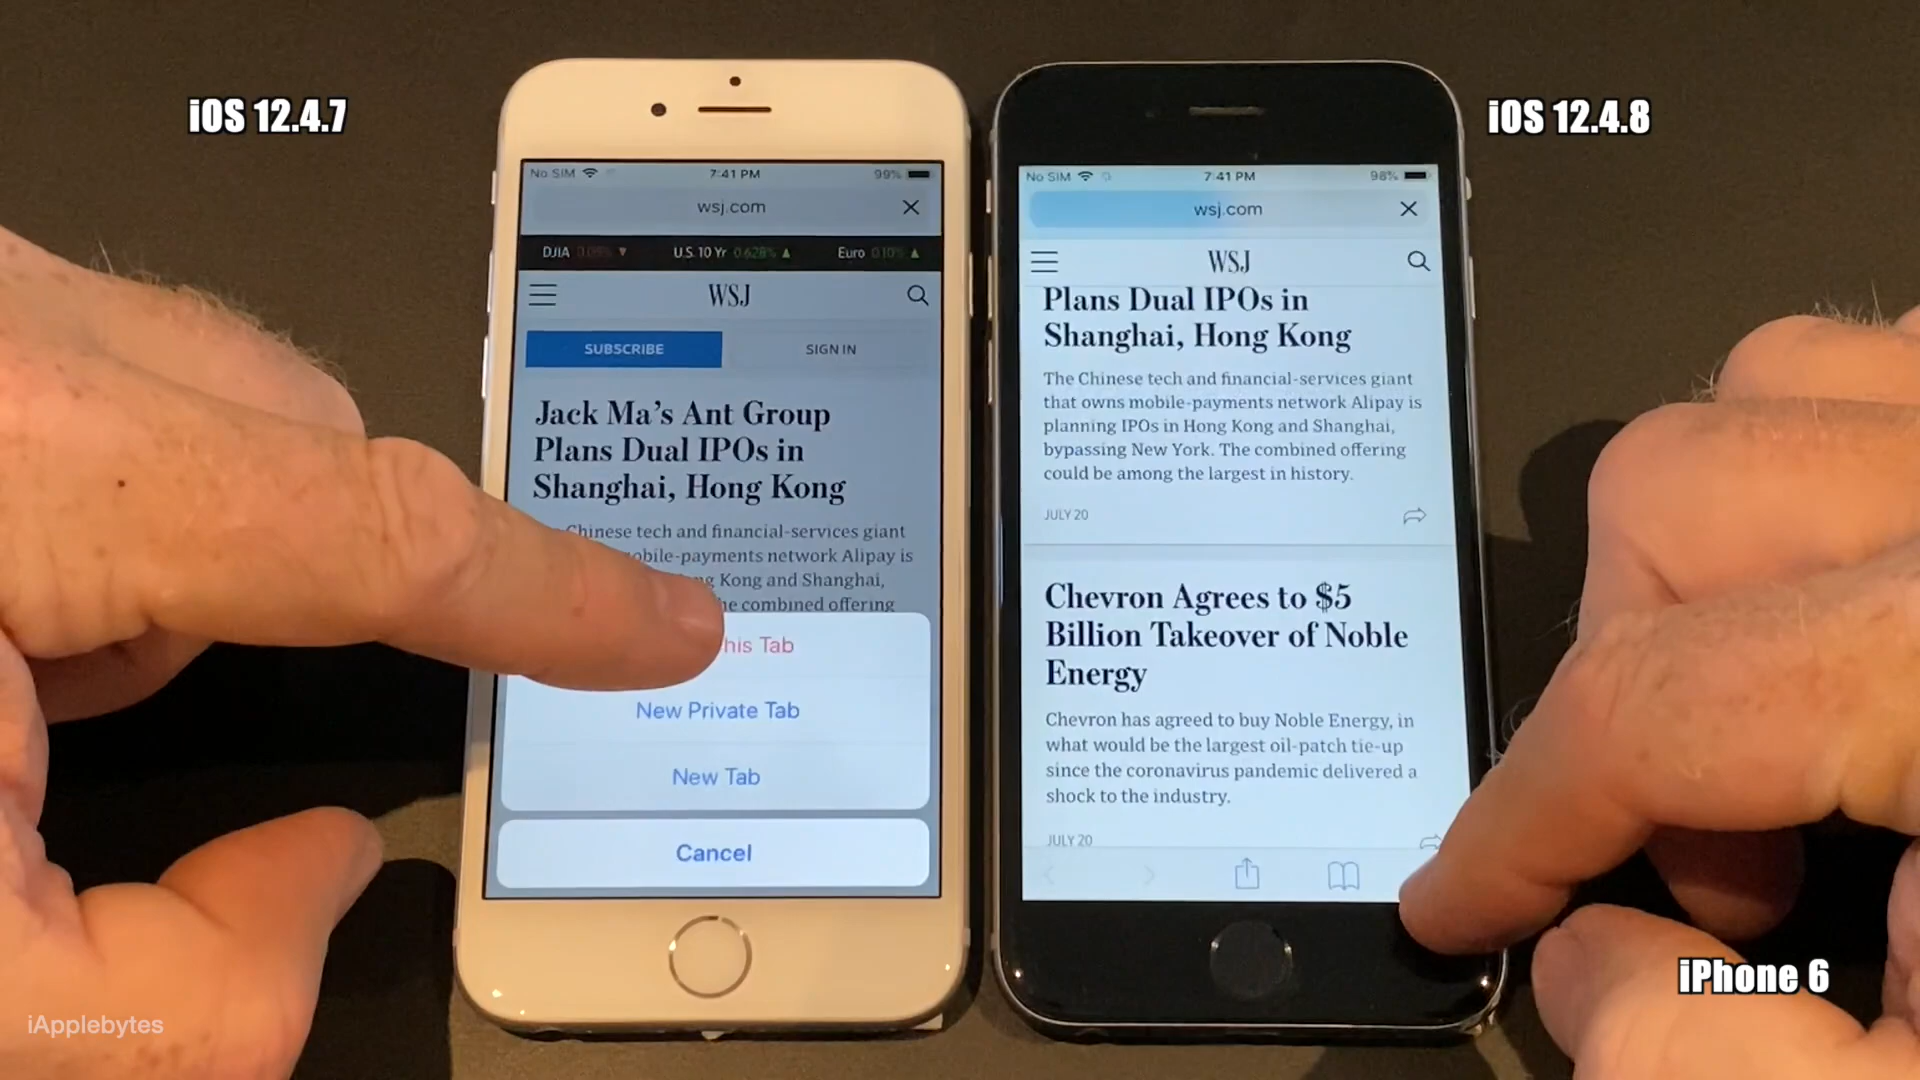 iOS 12.4.7
iOS 12.4.8
No SIM
7:41 PM
99%
wsj.com
DJIA
U.S. 10 Yr 0.628%
Euro 0.10%
WSJ
SUBSCRIBE
SIGN IN
Jack Ma’s Ant Group
Plans Dual IPOs in
Shanghai, Hong Kong
Chinese tech and financial-services giant
mobile-payments network Alipay is
Kong and Shanghai,
combined offering
his Tab
New Private Tab
New Tab
Cancel
No SIM
7:41 PM
98%
wsj.com
WSJ
Plans Dual IPOs in
Shanghai, Hong Kong
The Chinese tech and financial-services giant
that owns mobile-payments network Alipay is
planning IPOs in Hong Kong and Shanghai,
bypassing New York. The combined offering
could be among the largest in history.
JULY 20
Chevron Agrees to $5
Billion Takeover of Noble
Energy
Chevron has agreed to buy Noble Energy, in
what would be the largest oil-patch tie-up
since the coronavirus pandemic delivered a
shock to the industry.
JULY 20
iPhone 6
iApplebytes